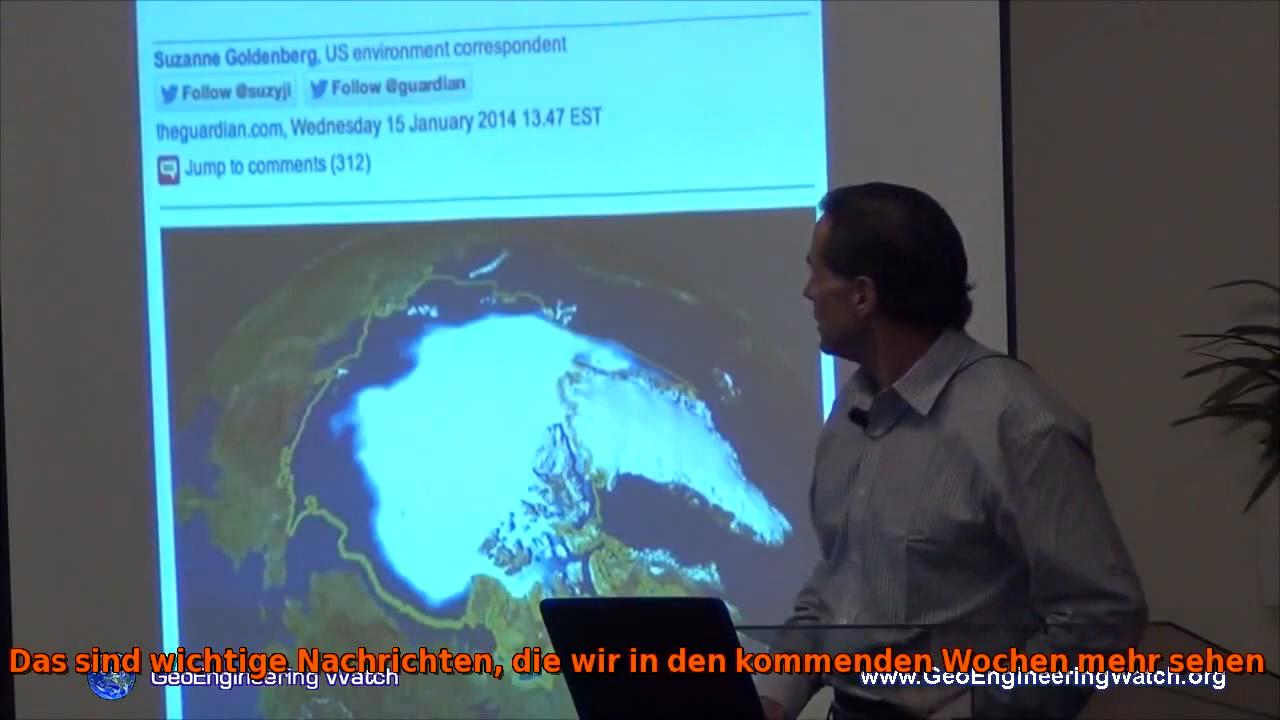 Suzanne Goldenberg, US environment correspondent
Follow @suzyji Follow @guardian
theguardian.com, Wednesday 15 January 2014 13.47 EST
Jump to comments (312)
Das sind wichtige Nachrichten, die wir in den kommenden Wochen mehr sehen
GeoEngineering Watch www.GeoEngineeringWatch.org